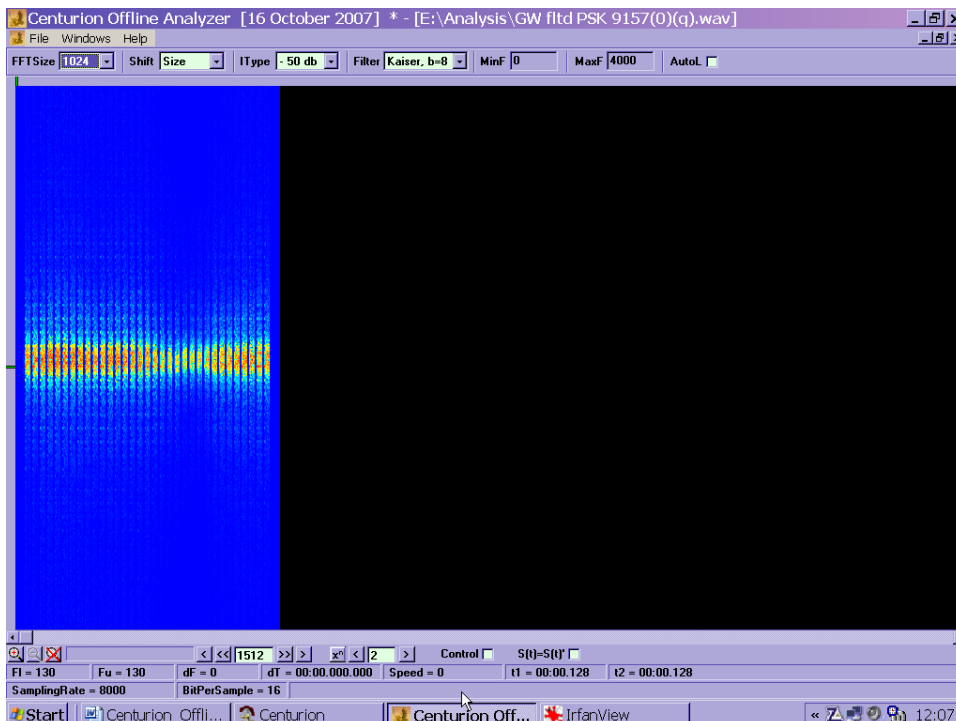 Centurion Offline Analyzer [16 October 2007] * - [E:\Analysis\GW fltd PSK 9157(0)(q).wav]
File Windows Help
FFTSize 1024 Shift Size IType - 50 db Filter Kaiser, b=8 MinF 0 MaxF 4000 AutoL
< << 1512 >> > xⁿ < 2 > Control S(t)=S(t)'
Fl = 130 Fu = 130 dF = 0 dT = 00:00.000.000 Speed = 0 t1 = 00:00.128 t2 = 00:00.128
SamplingRate = 8000 BitPerSample = 16
Start Centurion Offli... Centurion Centurion Off... IrfanView « 12:07